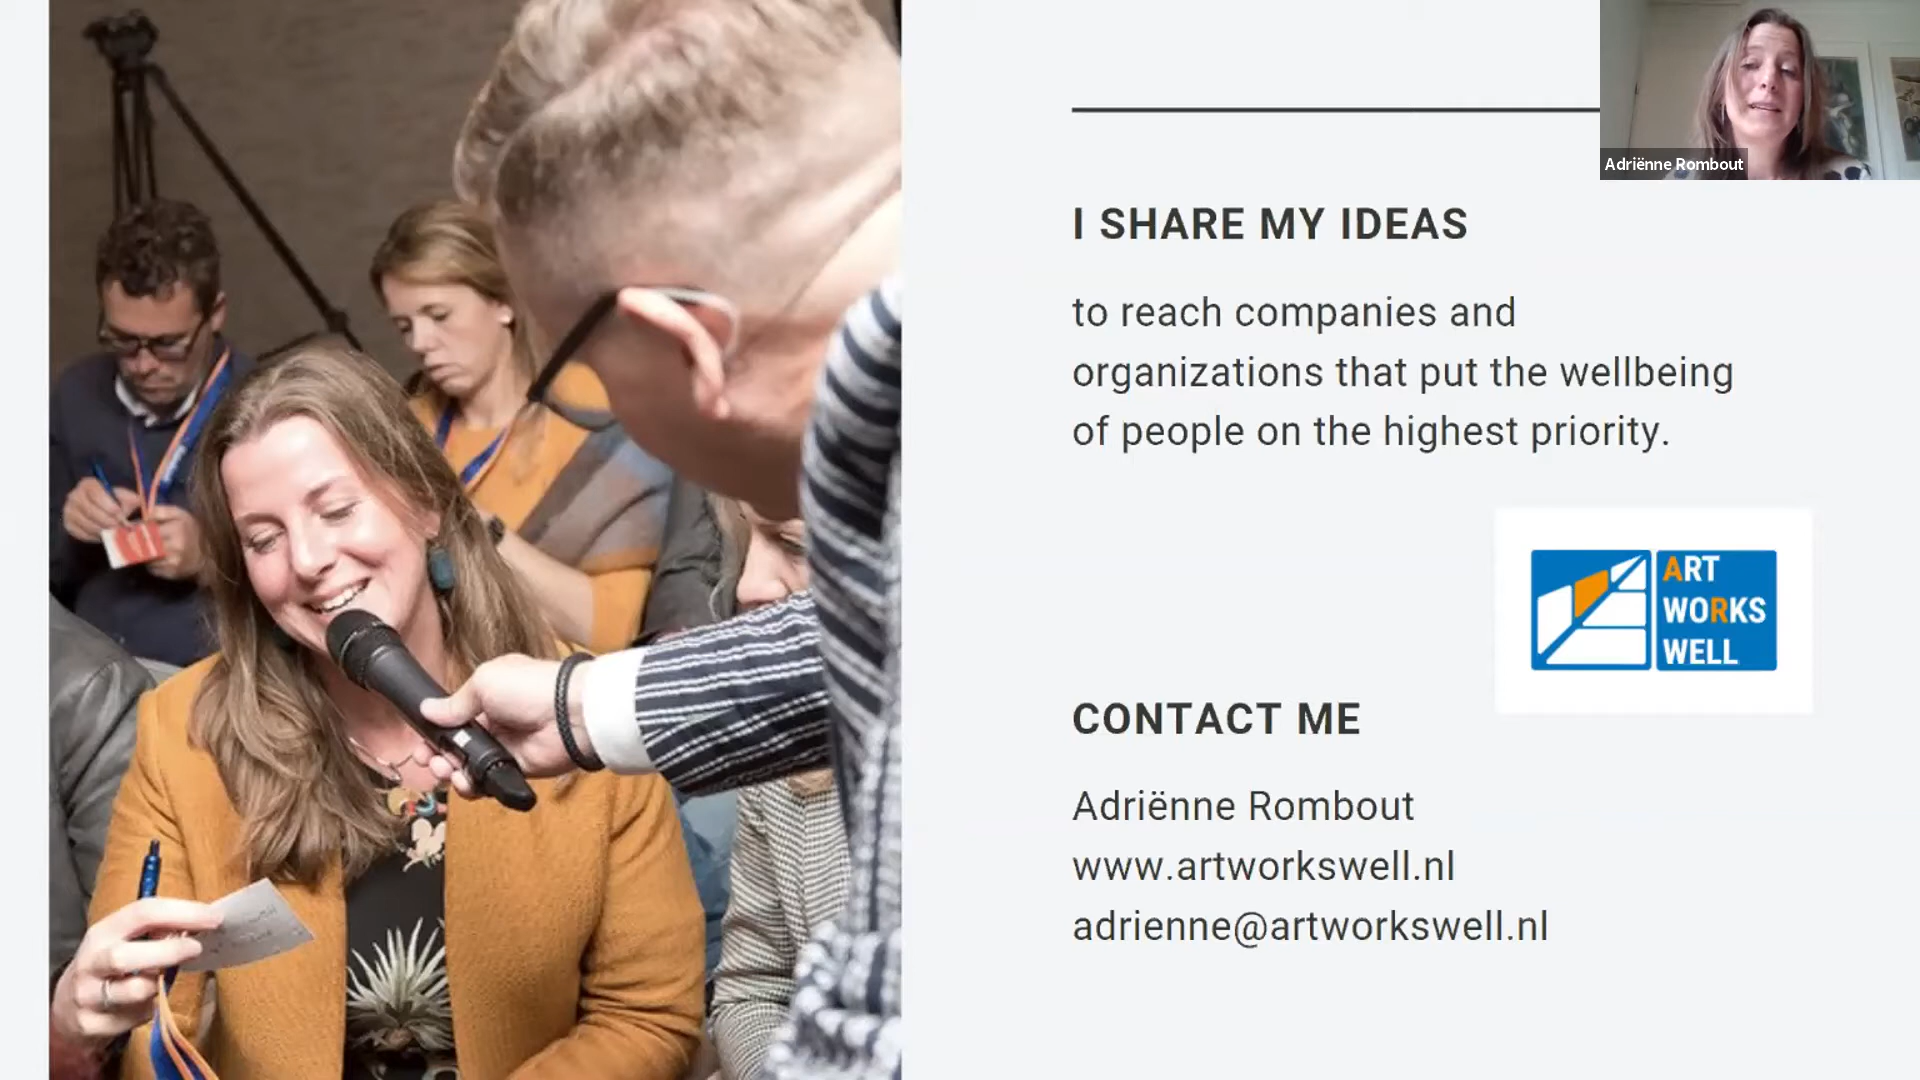 Adriënne Rombout
I SHARE MY IDEAS
to reach companies and
organizations that put the wellbeing
of people on the highest priority.
ART
WORKS
WELL
CONTACT ME
Adriënne Rombout
www.artworkswell.nl
adrienne@artworkswell.nl